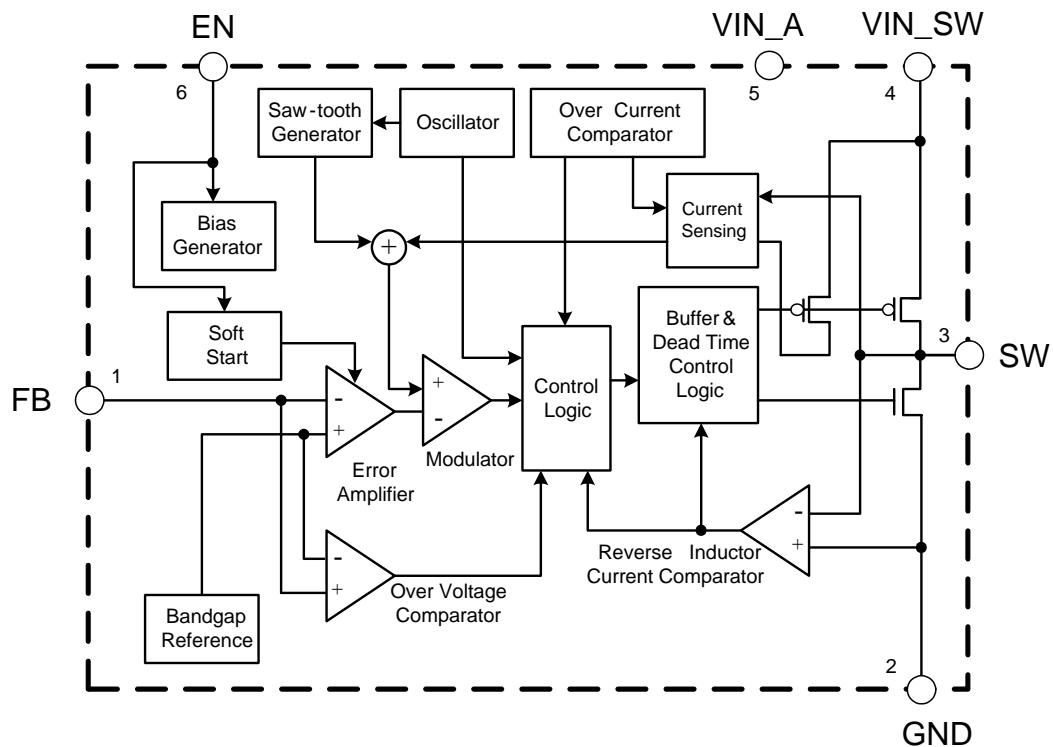 EN
VIN_A
VIN_SW
6
5
4
Saw-tooth
Generator
Oscillator
Over Current
Comparator
Bias
Generator
+
Current
Sensing
Soft
Start
Buffer &
Dead Time
Control
Logic
3
SW
FB
1
-
+
Error
Amplifier
+
-
Modulator
Control
Logic
-
+
Reverse Inductor
Current Comparator
-
+
Over Voltage
Comparator
Bandgap
Reference
2
GND